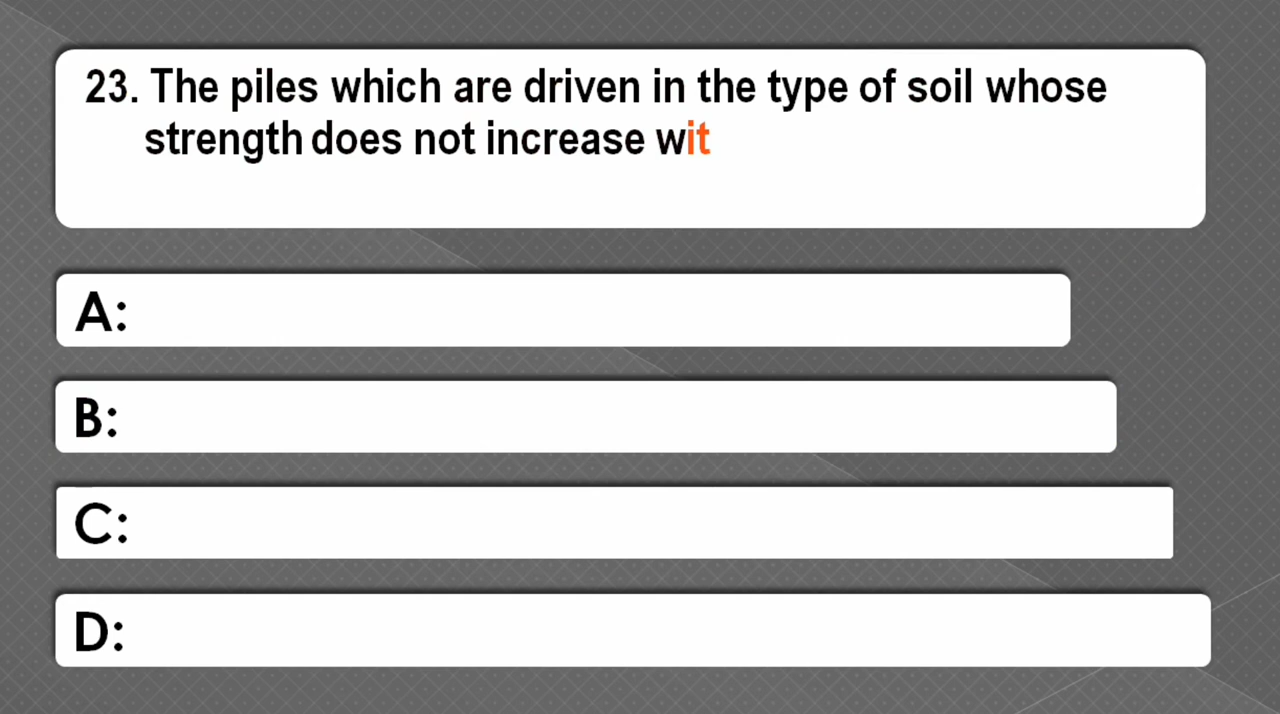 23. The piles which are driven in the type of soil whose
strength does not increase wit
A:
B:
C:
D: